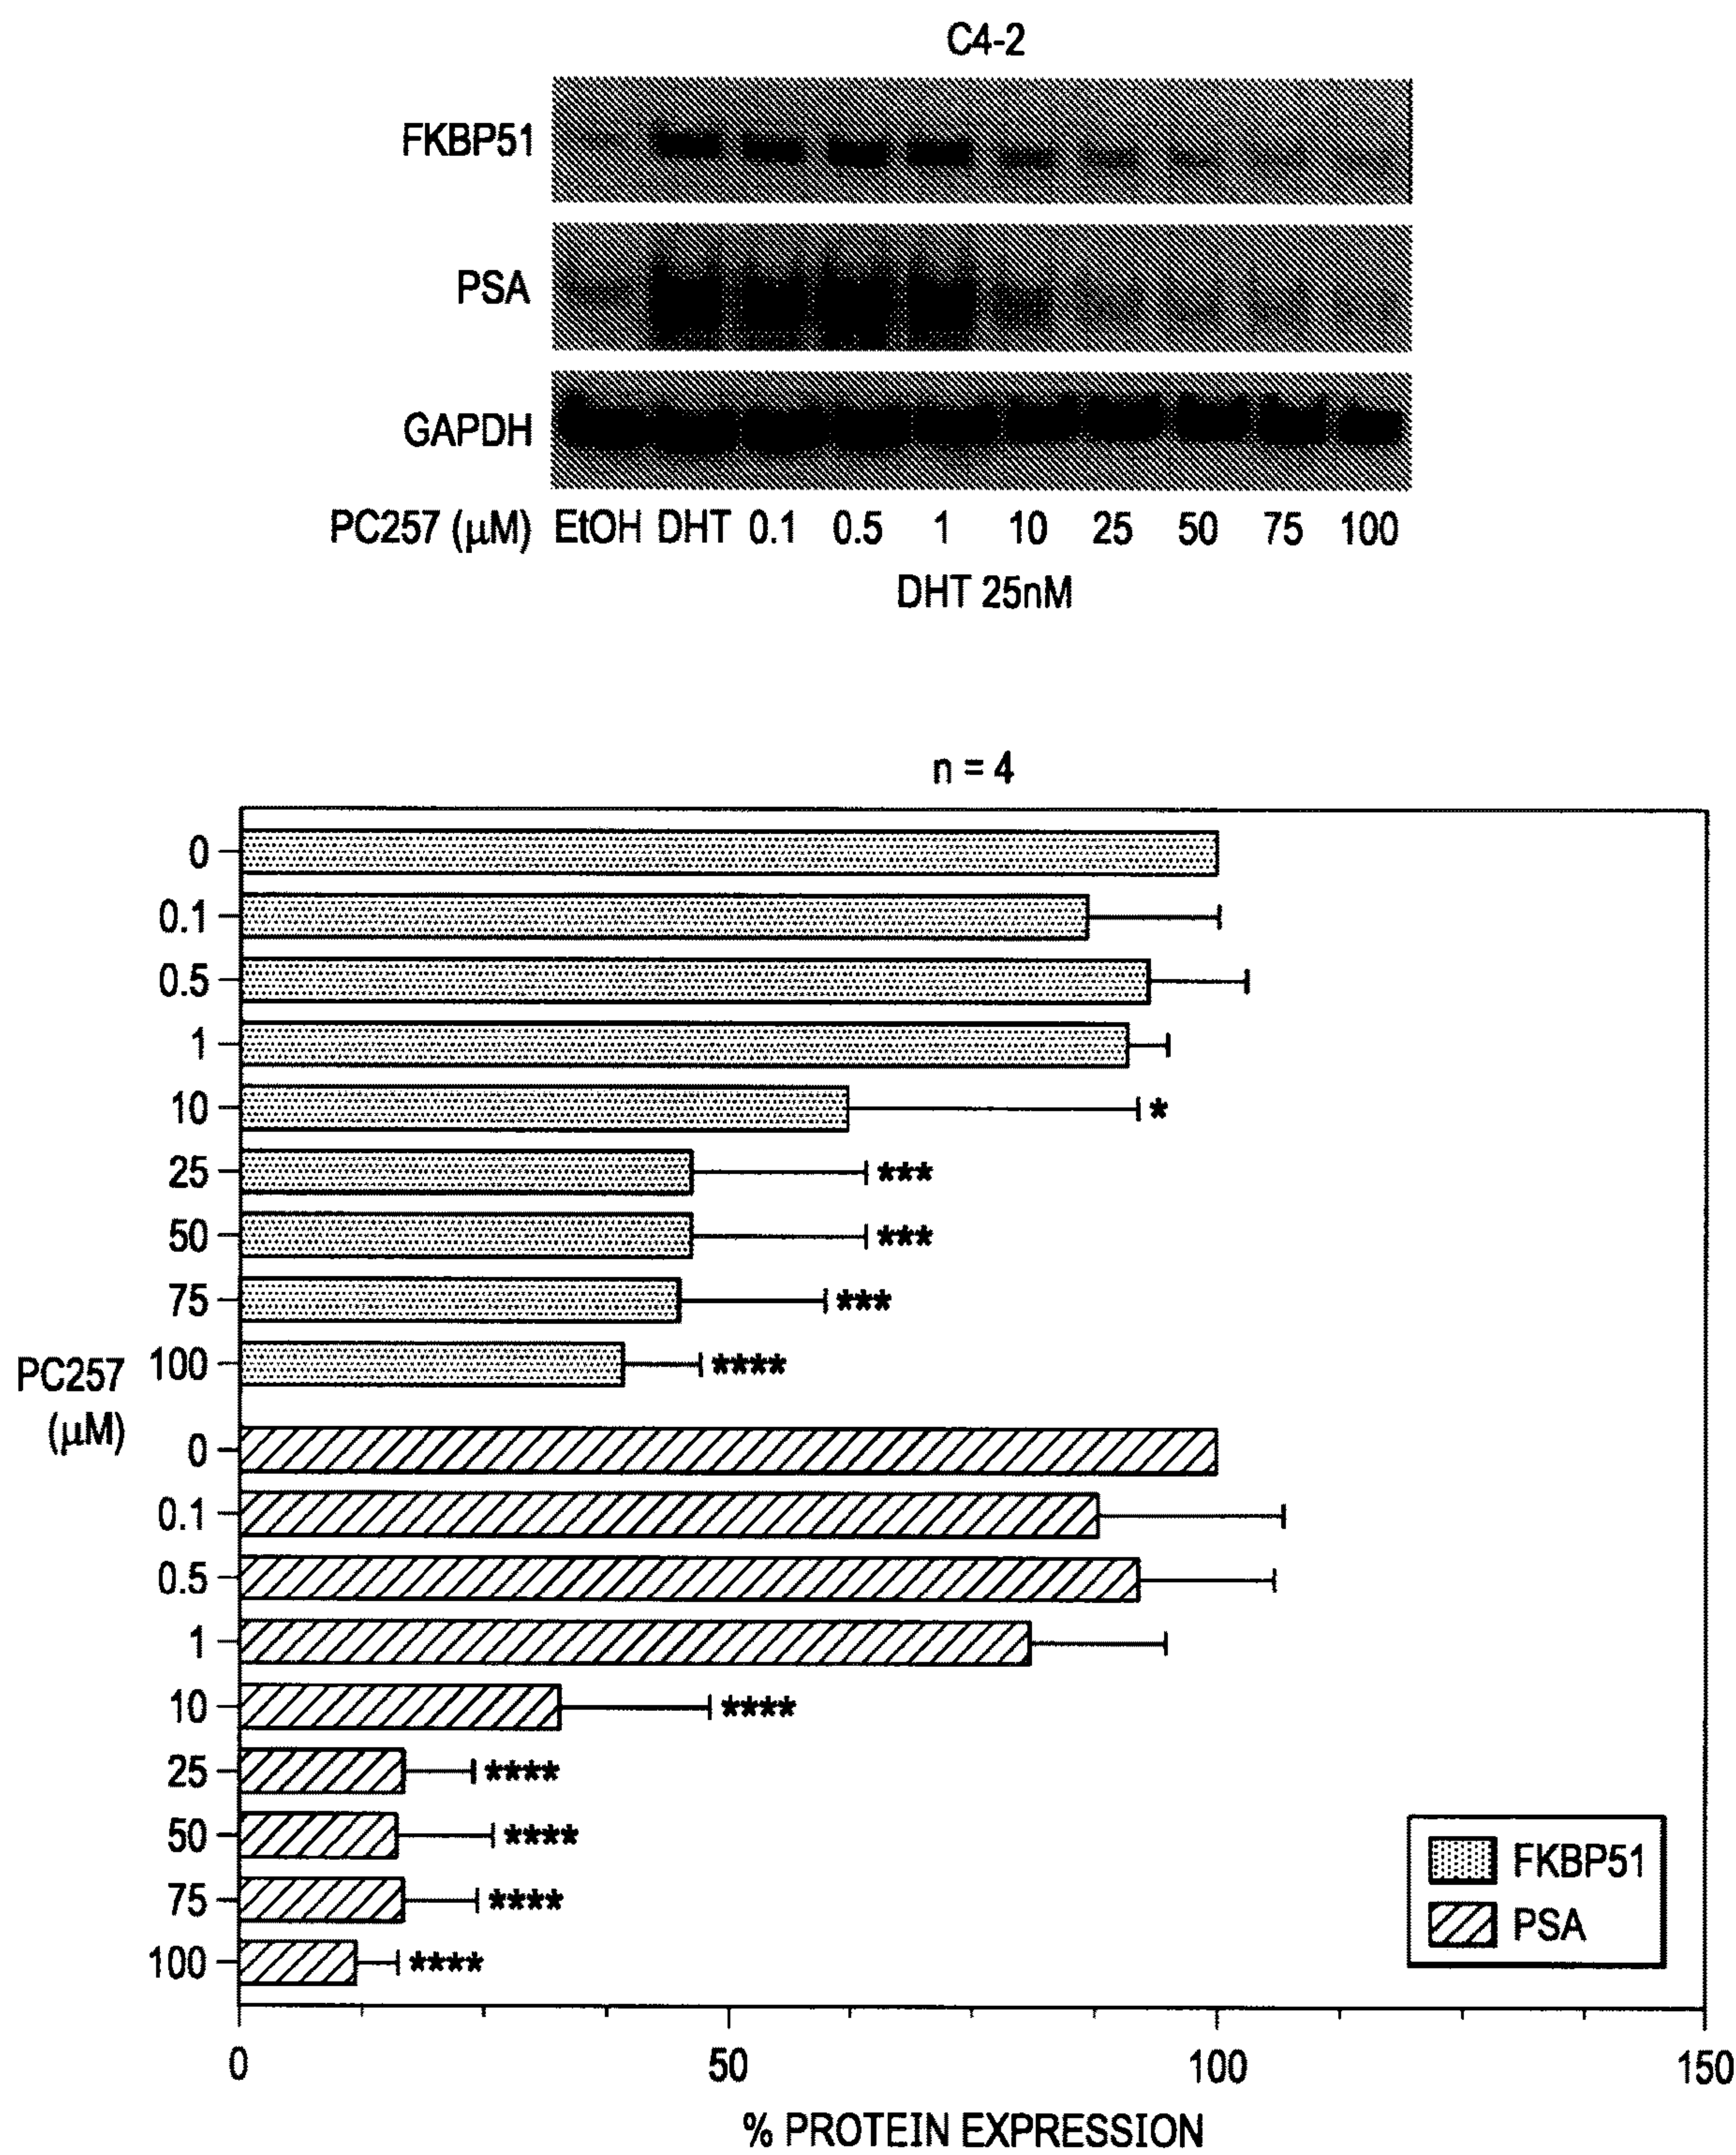 C4-2
FKBP51
PSA
GAPDH
PC257 (μM) EtOH DHT 0.1 0.5 1 10 25 50 75 100
DHT 25nM
n = 4
0
0.1
0.5
1
10 *
25 ***
50 ***
75 ***
100 ****
PC257
(μM)
0
0.1
0.5
1
10 ****
25 ****
50 ****
75 ****
100 ****
FKBP51
PSA
0 50 100 150
% PROTEIN EXPRESSION